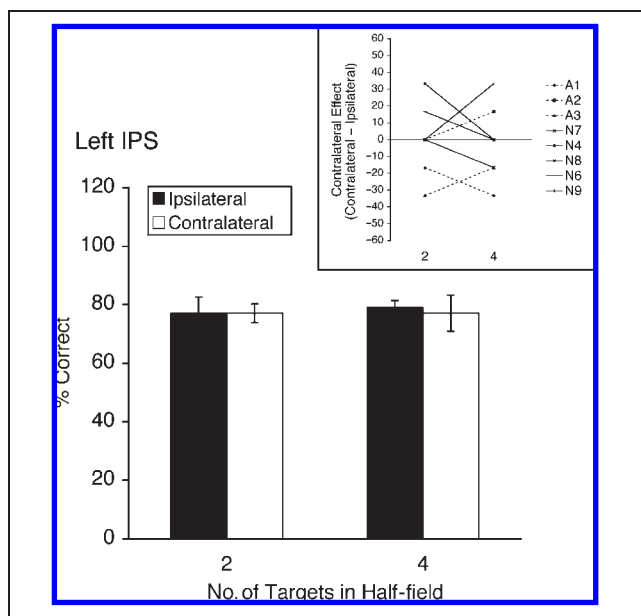 Left IPS
% Correct
120
100
80
60
40
20
0
Ipsilateral
Contralateral
2
4
No. of Targets in Half-field
Contralateral Effect
(Contralateral – Ipsilateral)
60
50
40
30
20
10
0
−10
−20
−30
−40
−50
−60
2
4
A1
A2
A3
N7
N4
N8
N6
N9